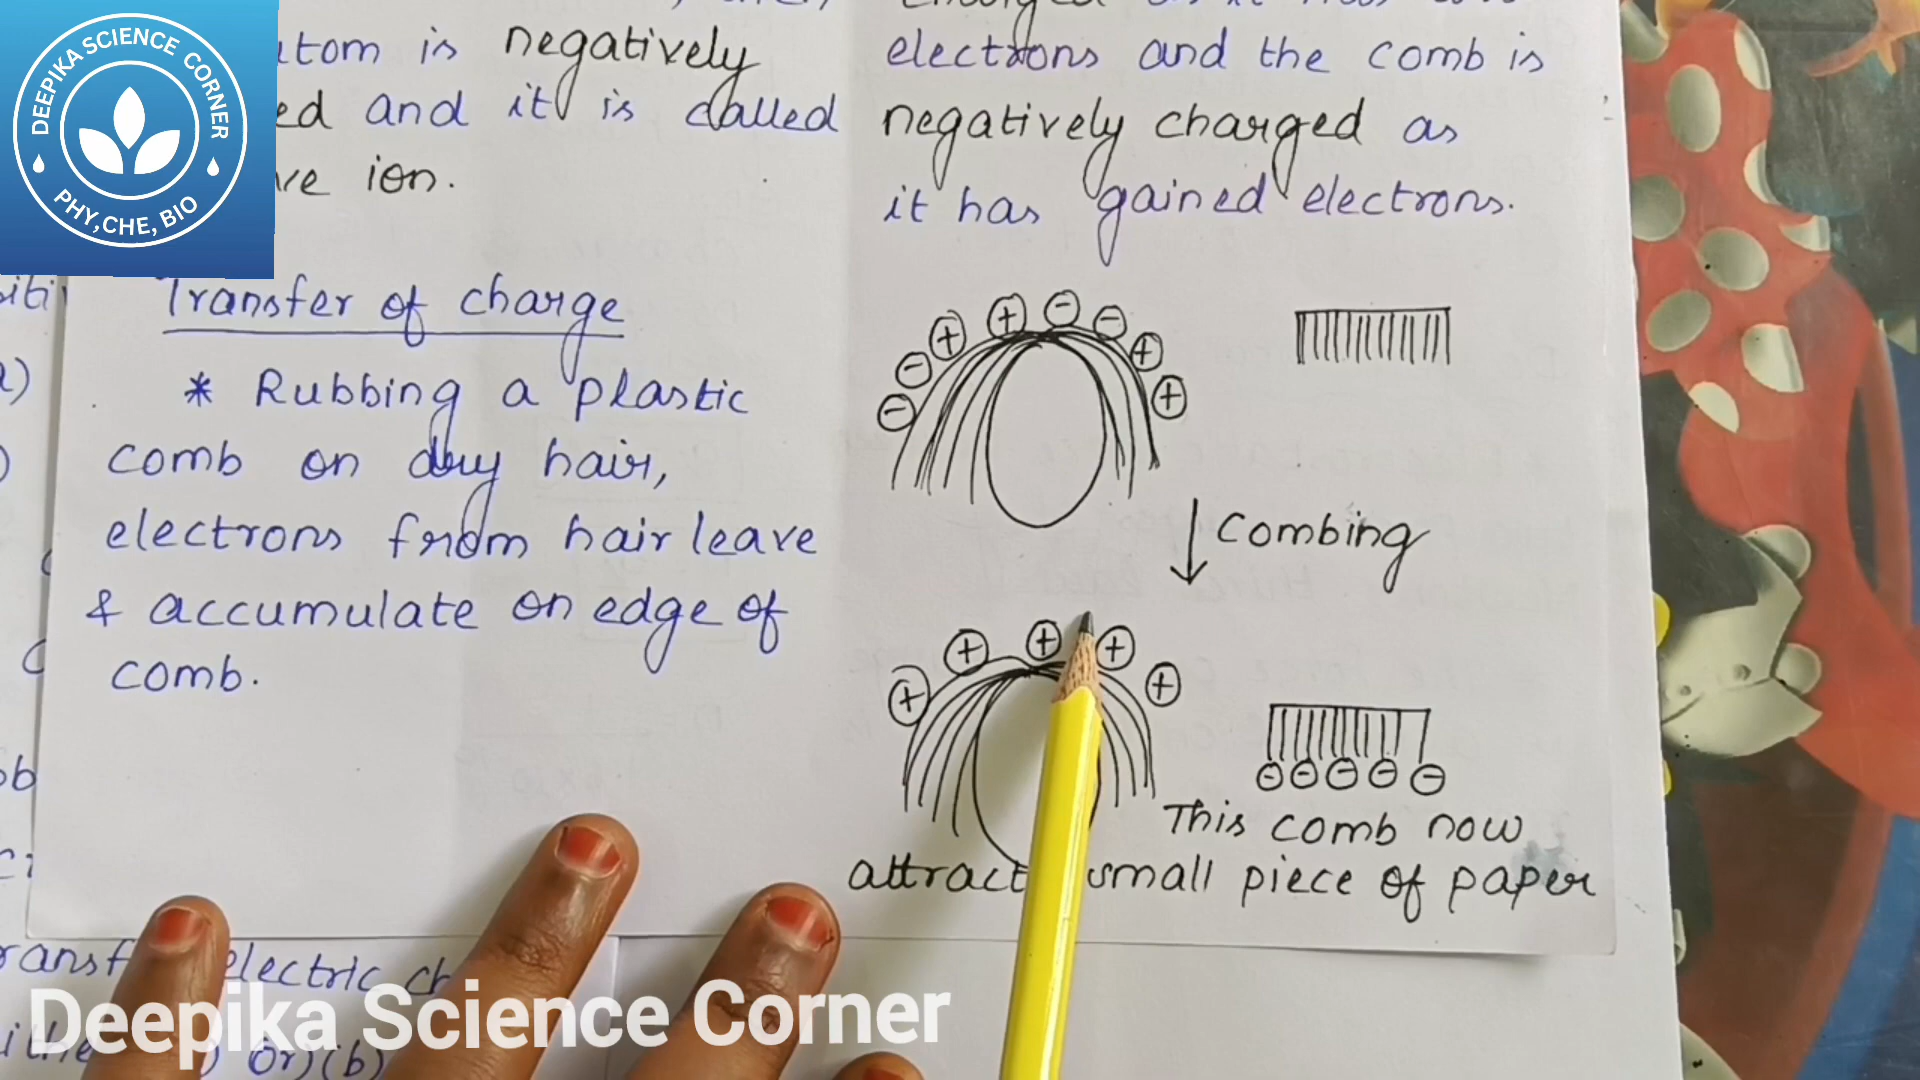 DEEPIKA SCIENCE CORNER
PHY,CHE, BIO
atom is negatively
ed and it is called
ve ion.
Transfer of charge
* Rubbing a plastic
comb on dry hair,
electrons from hair leave
& accumulate on edge of
comb.
electrons and the comb is
negatively charged as
it has gained electrons.
+ + - - + + - -
Combing
+ + + + +
- - - - -
This comb now
attract small piece of paper
electric
Or) (b)
Deepika Science Corner